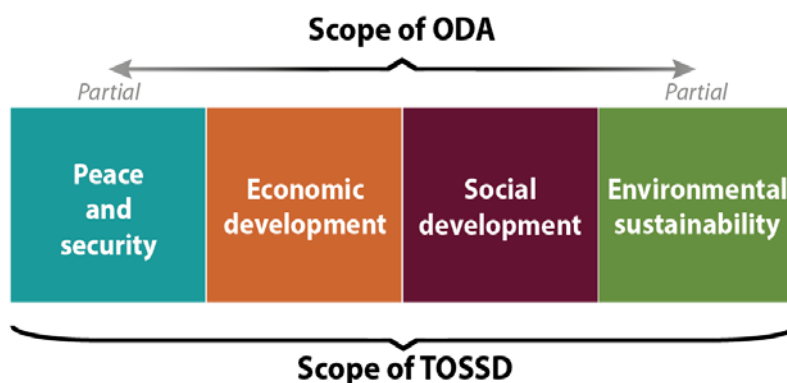 Scope of ODA
Partial
Partial
Peace
and
security
Economic
development
Social
development
Environmental
sustainability
Scope of TOSSD